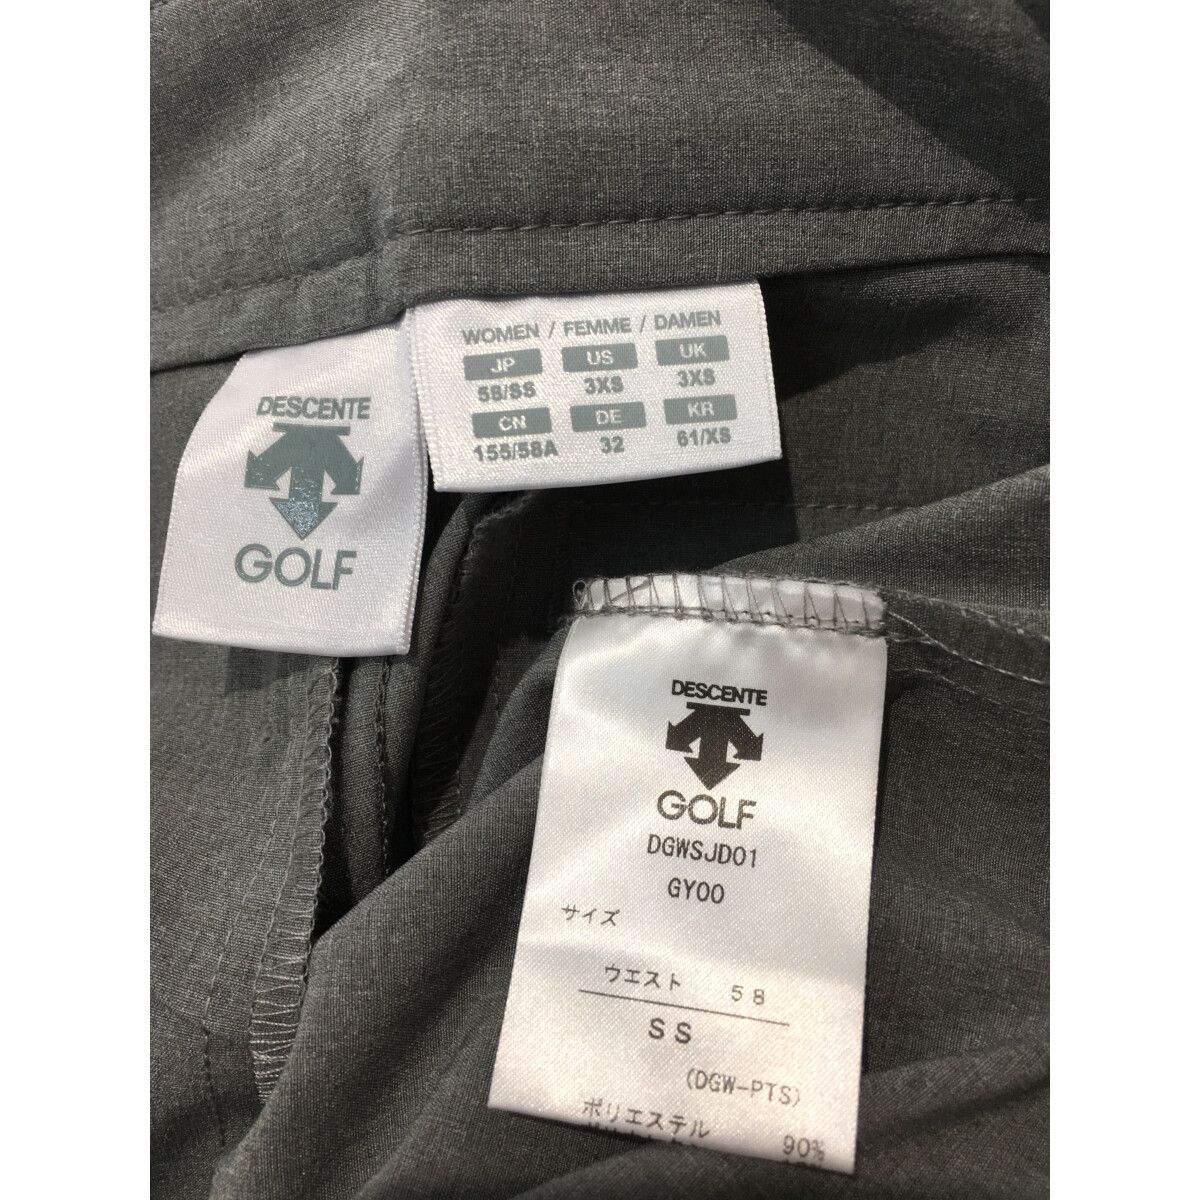 DESCENTE
GOLF
WOMEN / FEMME / DAMEN
JP US UK
58/SS 3XS 3XS
CN DE KR
155/58A 32 61/XS
DESCENTE
GOLF
DGWSJD01
GY00
サイズ
ウエスト 58
SS
(DGW-PTS)
ポリエステル 90%